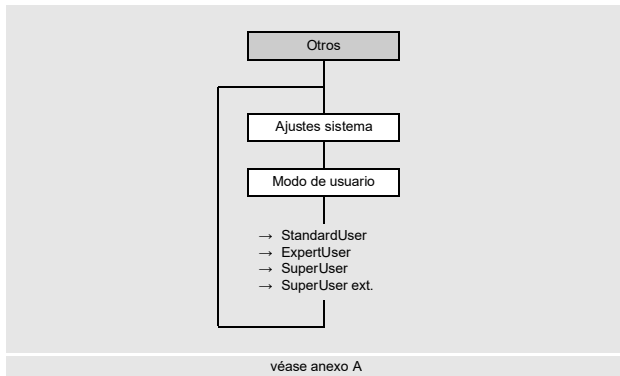 Otros
Ajustes sistema
Modo de usuario
→ StandardUser
→ ExpertUser
→ SuperUser
→ SuperUser ext.
véase anexo A